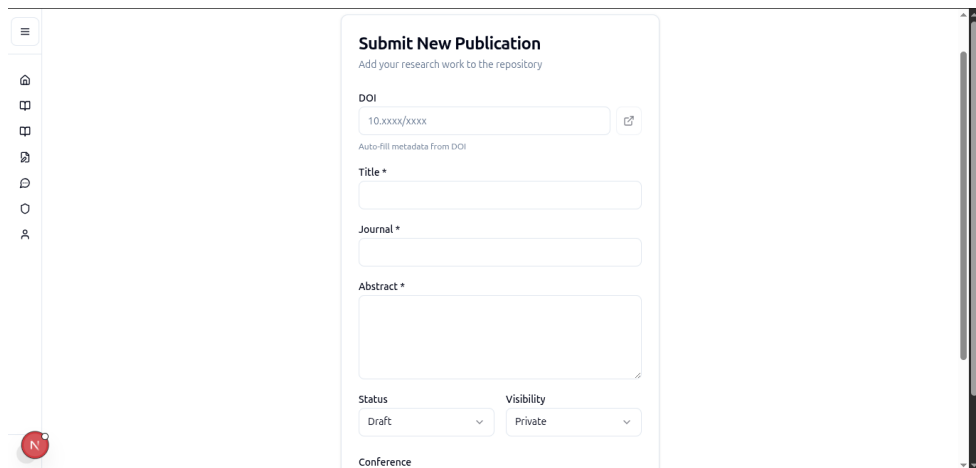 Submit New Publication
Add your research work to the repository
DOI
10.xxxx/xxxx
Auto-fill metadata from DOI
Title *
Journal *
Abstract *
Status
Visibility
Draft
Private
Conference
N